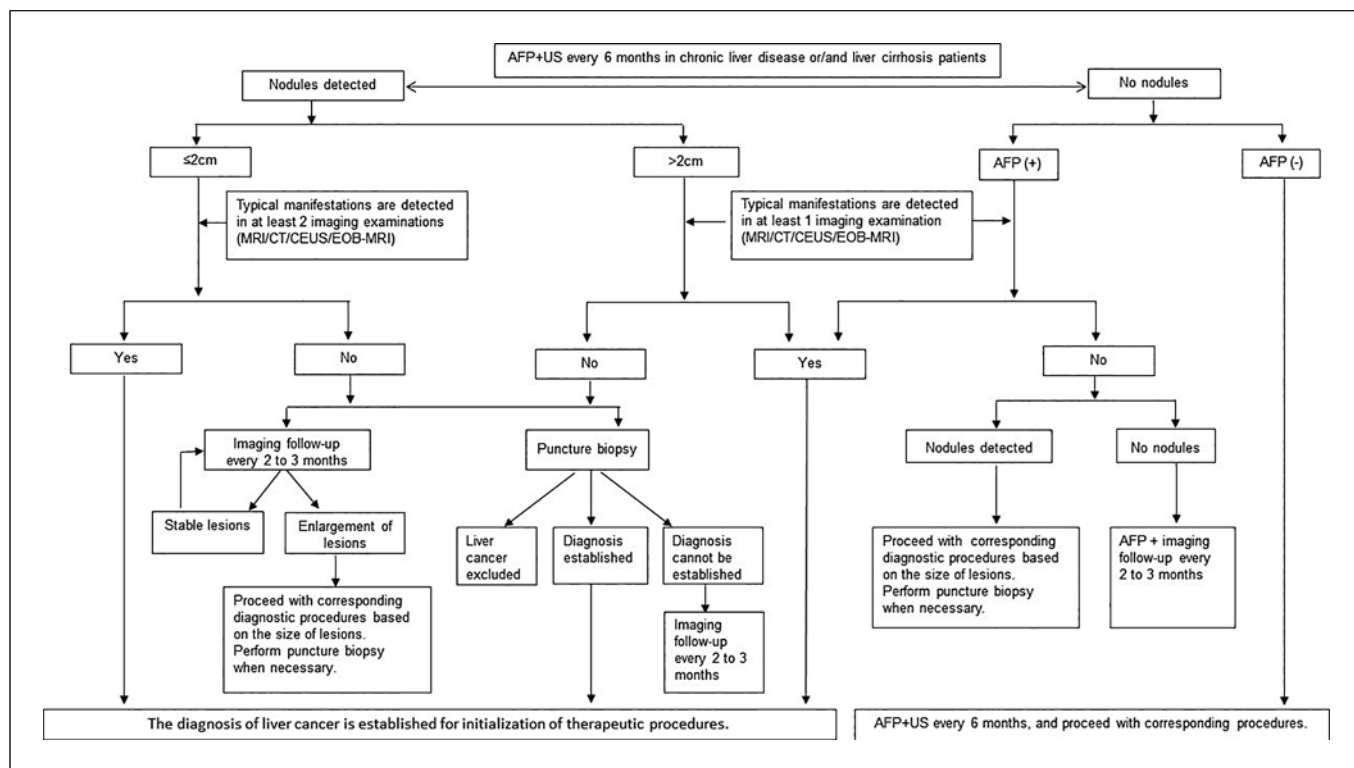 AFP+US every 6 months in chronic liver disease or/and liver cirrhosis patients
Nodules detected
No nodules
≤2cm
>2cm
AFP (+)
AFP (-)
Typical manifestations are detected
in at least 2 imaging examinations
(MRI/CT/CEUS/EOB-MRI)
Typical manifestations are detected
in at least 1 imaging examination
(MRI/CT/CEUS/EOB-MRI)
Yes
No
No
Yes
No
Imaging follow-up
every 2 to 3 months
Puncture biopsy
Nodules detected
No nodules
Stable lesions
Enlargement of
lesions
Liver
cancer
excluded
Diagnosis
established
Diagnosis
cannot be
established
Proceed with corresponding
diagnostic procedures based
on the size of lesions.
Perform puncture biopsy
when necessary.
AFP + imaging
follow-up every
2 to 3 months
Proceed with corresponding
diagnostic procedures based
on the size of lesions.
Perform puncture biopsy
when necessary.
Imaging
follow-up
every 2 to 3
months
The diagnosis of liver cancer is established for initialization of therapeutic procedures.
AFP+US every 6 months, and proceed with corresponding procedures.